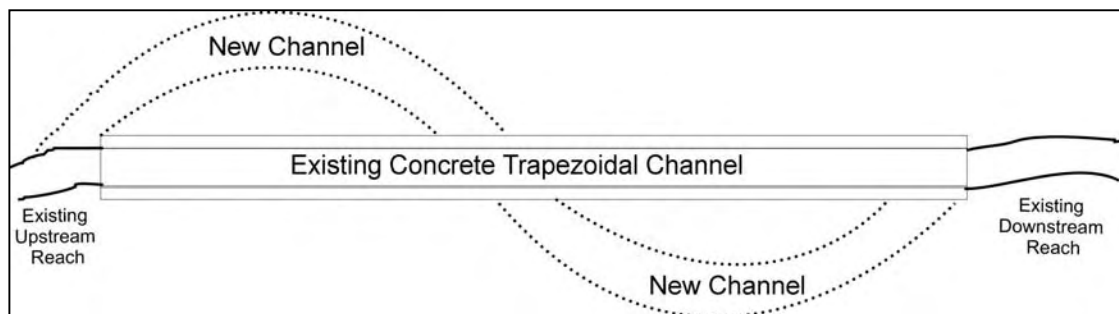 New Channel
Existing Concrete Trapezoidal Channel
Existing
Upstream
Reach
Existing
Downstream
Reach
New Channel